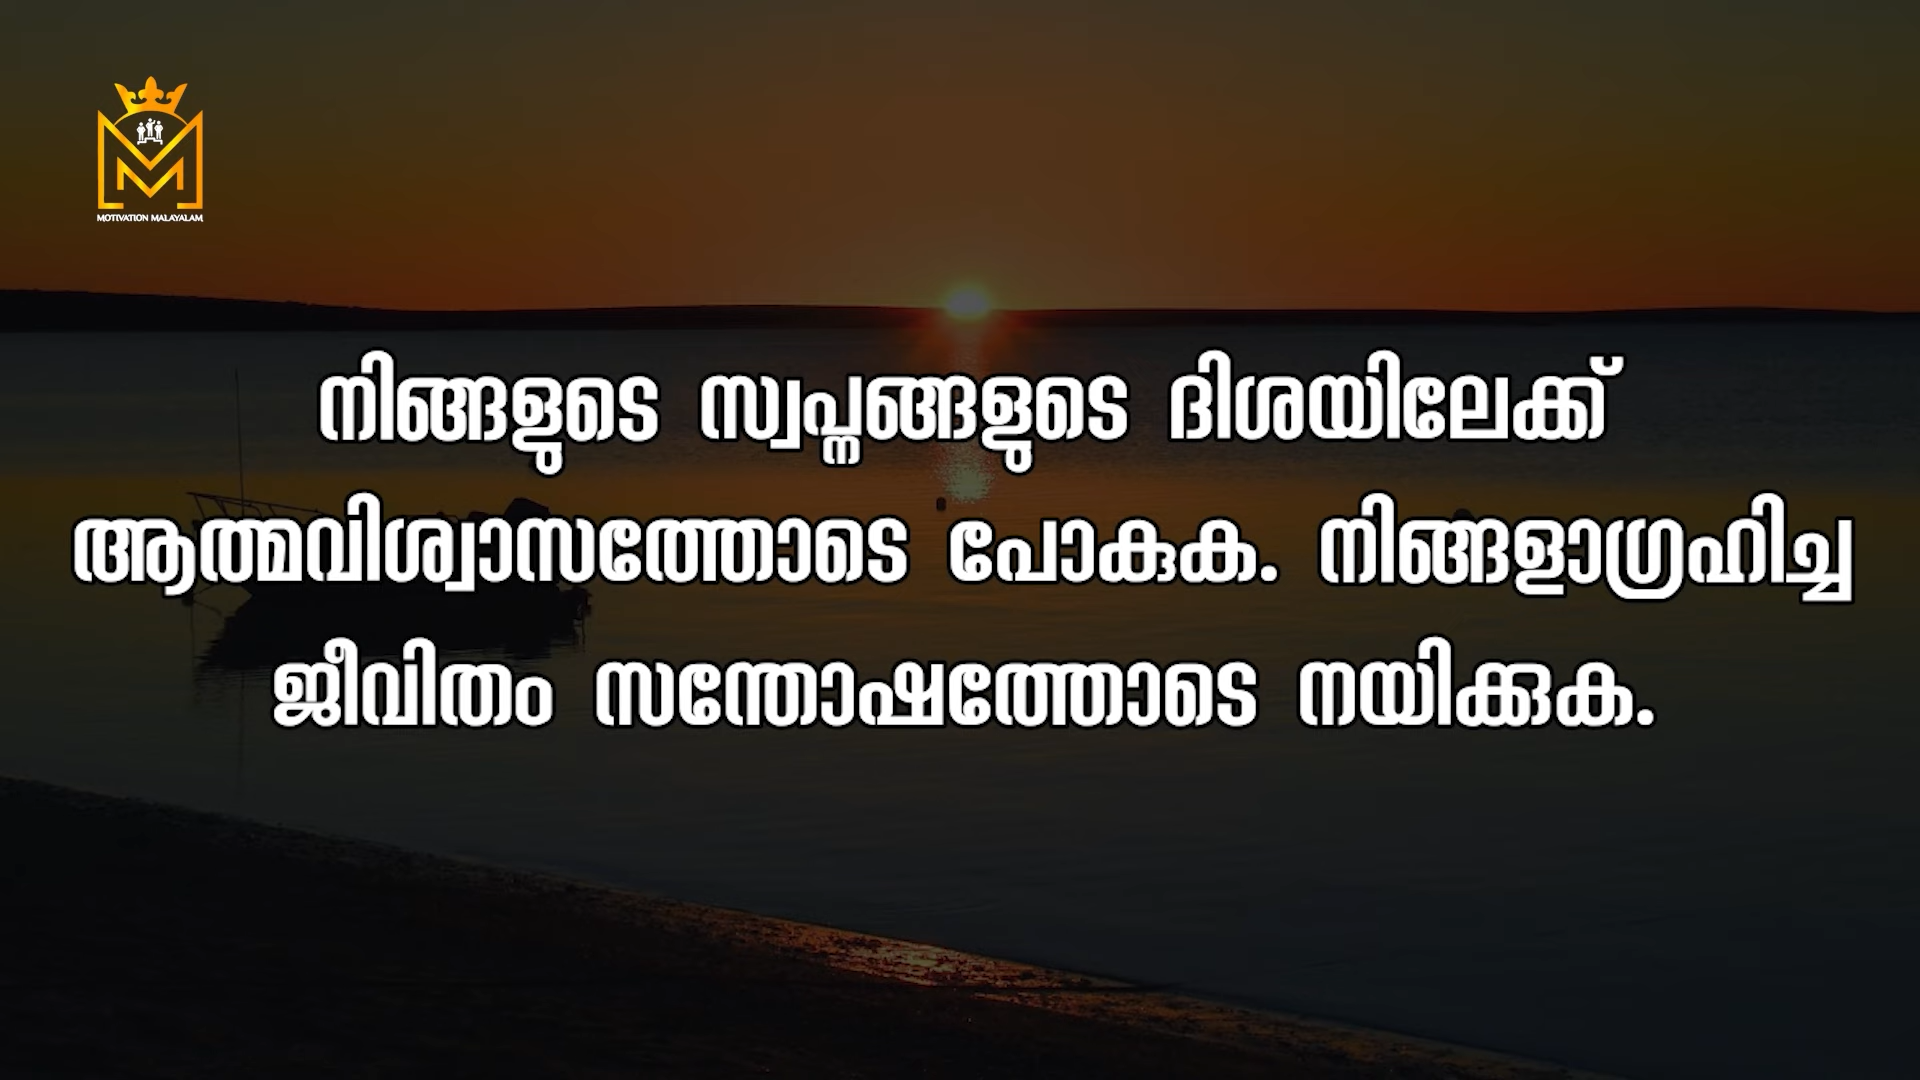 MOTIVATION MALAYALAM
നിങ്ങളുടെ സ്വപ്നങ്ങളുടെ ദിശയിലേക്ക്
ആത്മവിശ്വാസത്തോടെ പോകുക. നിങ്ങളാഗ്രഹിച്ച
ജീവിതം സന്തോഷത്തോടെ നയിക്കുക.